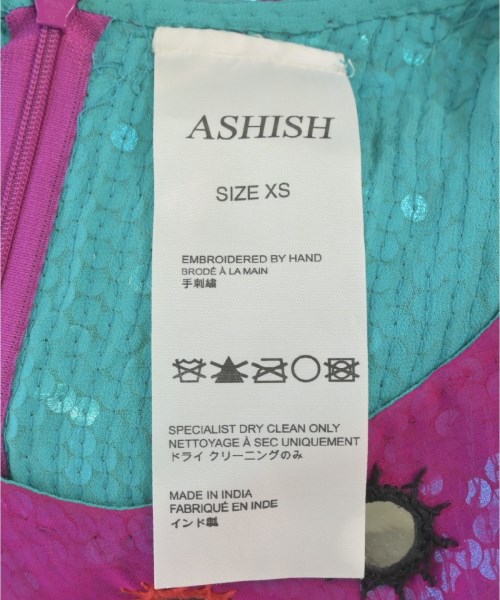 ASHISH
SIZE XS
EMBROIDERED BY HAND
BRODÉ À LA MAIN
手刺繍
SPECIALIST DRY CLEAN ONLY
NETTOYAGE À SEC UNIQUEMENT
ドライ クリーニングのみ
MADE IN INDIA
FABRIQUÉ EN INDE
インド製